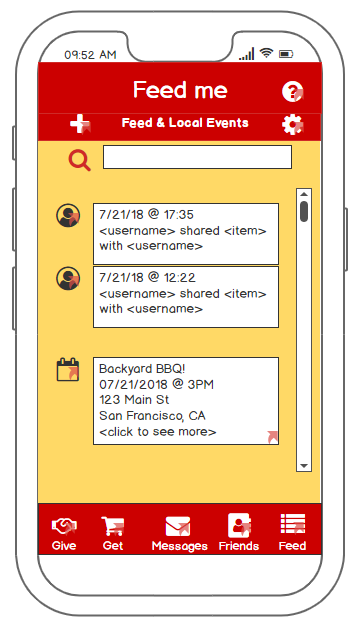 09:52 AM
Feed me
?
Feed & Local Events
7/21/18 @ 17:35
<username> shared <item>
with <username>
7/21/18 @ 12:22
<username> shared <item>
with <username>
Backyard BBQ!
07/21/2018 @ 3PM
123 Main St
San Francisco, CA
<click to see more>
Give Get Messages Friends Feed